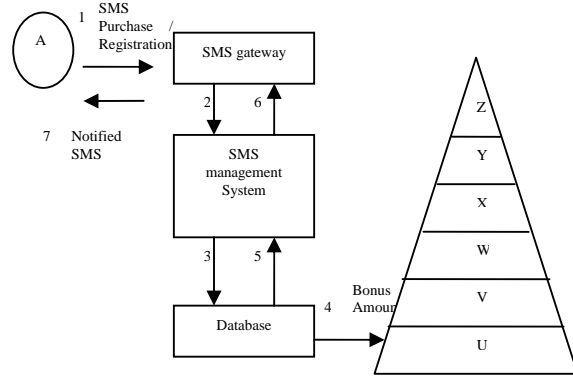 1 SMS
Purchase /
Registration
A
SMS gateway
2
6
7 Notified
SMS
SMS
management
System
3
5
Database
4
Bonus
Amoun
Z
Y
X
W
V
U